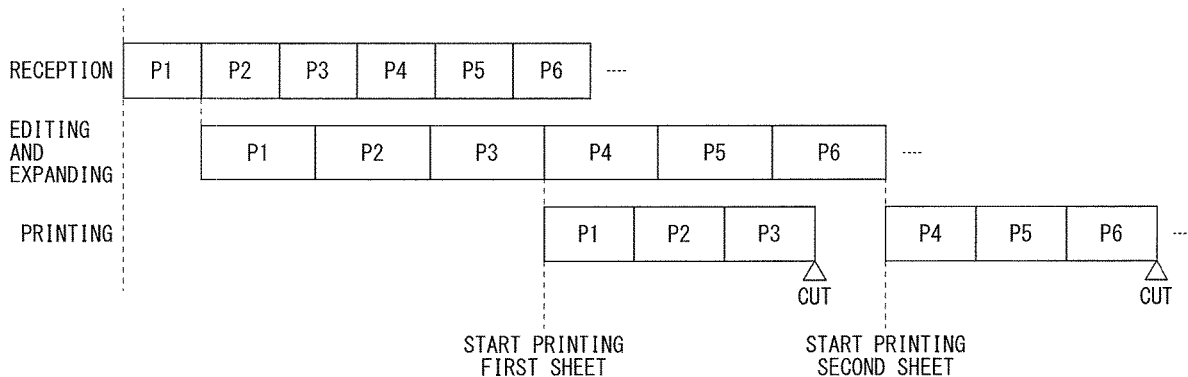 RECEPTION P1 P2 P3 P4 P5 P6 ----
EDITING
AND
EXPANDING
P1 P2 P3 P4 P5 P6 ----
PRINTING P1 P2 P3 P4 P5 P6 ---
CUT CUT
START PRINTING
FIRST SHEET
START PRINTING
SECOND SHEET